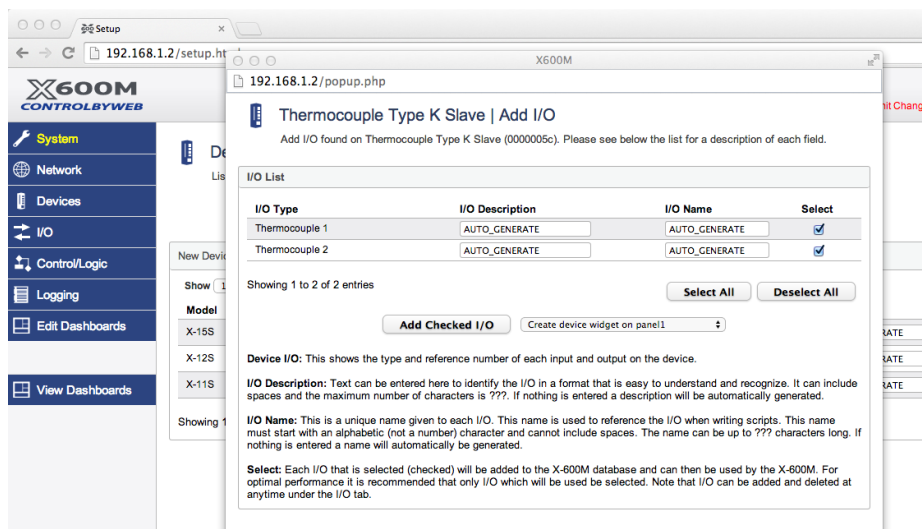 Setup
192.168.1.2/setup.ht
X600M
CONTROLBYWEB
System
Network
Devices
I/O
Control/Logic
Logging
Edit Dashboards
View Dashboards
De
Lis
New Devic
Show 1
Model
X-15S
X-12S
X-11S
Showing 1
X600M
192.168.1.2/popup.php
Thermocouple Type K Slave | Add I/O
Add I/O found on Thermocouple Type K Slave (0000005c). Please see below the list for a description of each field.
I/O List
I/O Type I/O Description I/O Name Select
Thermocouple 1 AUTO_GENERATE AUTO_GENERATE
Thermocouple 2 AUTO_GENERATE AUTO_GENERATE
Showing 1 to 2 of 2 entries Select All Deselect All
Add Checked I/O Create device widget on panel1
Device I/O: This shows the type and reference number of each input and output on the device.
I/O Description: Text can be entered here to identify the I/O in a format that is easy to understand and recognize. It can include
spaces and the maximum number of characters is ???. If nothing is entered a description will be automatically generated.
I/O Name: This is a unique name given to each I/O. This name is used to reference the I/O when writing scripts. This name
must start with an alphabetic (not a number) character and cannot include spaces. The name can be up to ??? characters long. If
nothing is entered a name will automatically be generated.
Select: Each I/O that is selected (checked) will be added to the X-600M database and can then be used by the X-600M. For
optimal performance it is recommended that only I/O which will be used be selected. Note that I/O can be added and deleted at
anytime under the I/O tab.
nit Chang
RATE
RATE
RATE